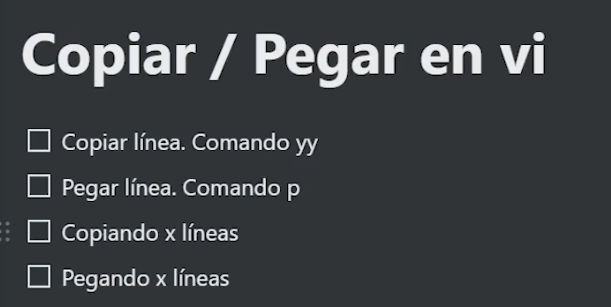 Copiar / Pegar en vi
Copiar línea. Comando yy
Pegar línea. Comando p
Copiando x líneas
Pegando x líneas